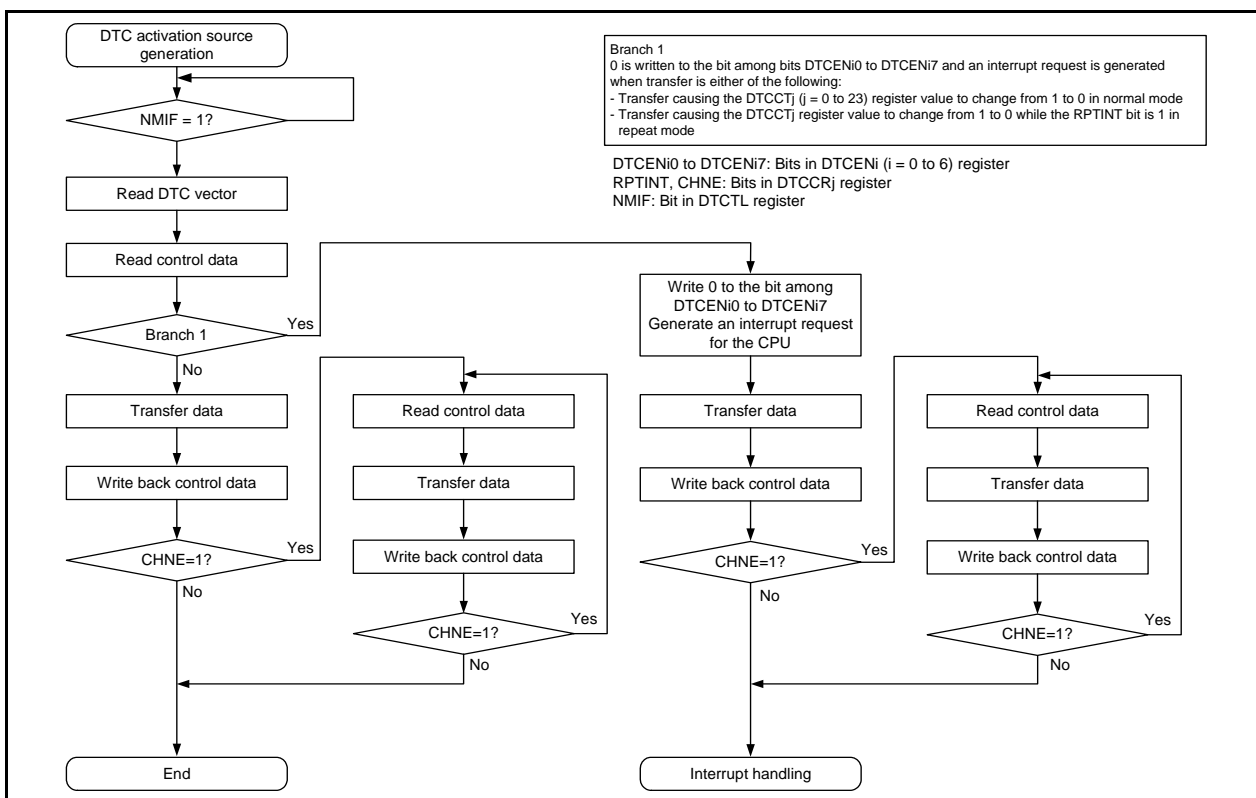 DTC activation source
generation
NMIF = 1?
Read DTC vector
Read control data
Branch 1
Yes
No
Transfer data
Write back control data
CHNE=1?
Yes
No
End
Read control data
Transfer data
Write back control data
CHNE=1?
Yes
No
Branch 1
0 is written to the bit among bits DTCENi0 to DTCENi7 and an interrupt request is generated
when transfer is either of the following:
- Transfer causing the DTCCTj (j = 0 to 23) register value to change from 1 to 0 in normal mode
- Transfer causing the DTCCTj register value to change from 1 to 0 while the RPTINT bit is 1 in
repeat mode
DTCENi0 to DTCENi7: Bits in DTCENi (i = 0 to 6) register
RPTINT, CHNE: Bits in DTCCRj register
NMIF: Bit in DTCTL register
Write 0 to the bit among
DTCENi0 to DTCENi7
Generate an interrupt request
for the CPU
Transfer data
Write back control data
CHNE=1?
Yes
No
Interrupt handling
Read control data
Transfer data
Write back control data
CHNE=1?
Yes
No